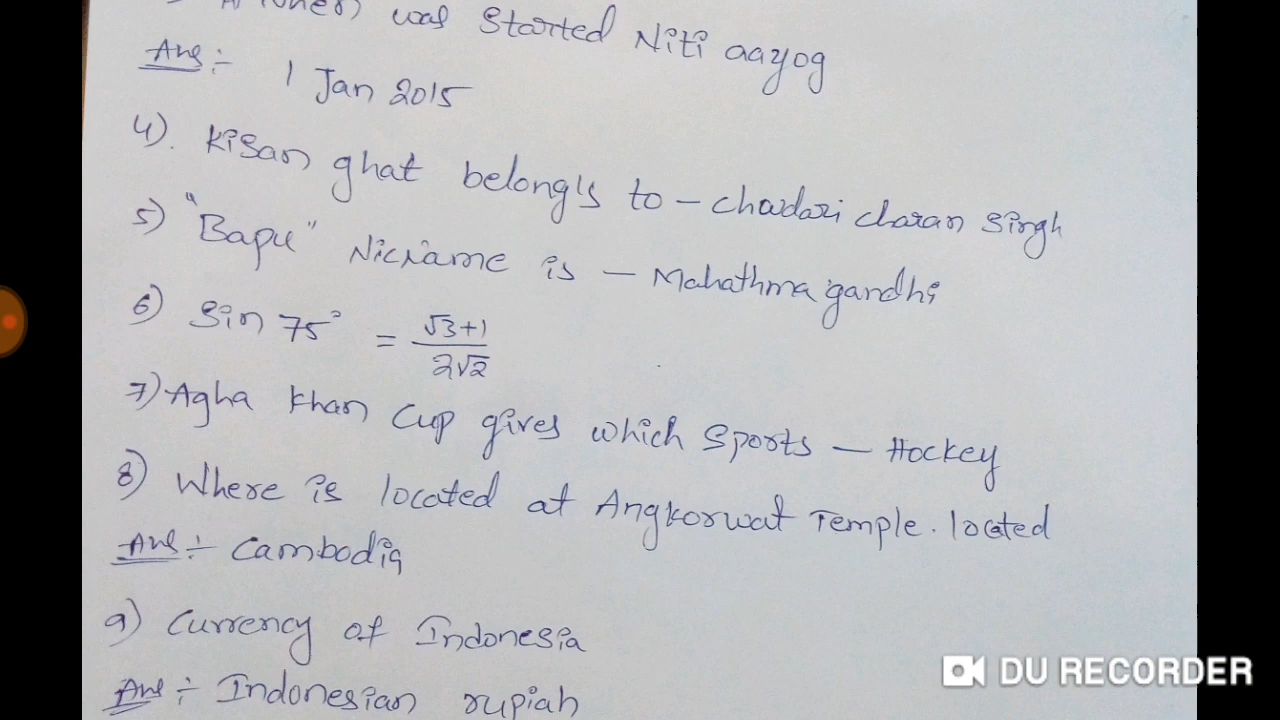 was Started Niti aayog
Ans :- 1 Jan 2015
4). Kisan ghat belong's to - chowdari charan Singh
5) "Bapu" Nicname is - Mahathma gandhi
6) Sin 75° = √3+1 / 2√2
7) Agha Khan Cup gives which Sports - Hockey
8) Where is located at Angkorwat Temple. located
Ans :- Cambodia
9) Currency of Indonesia
Ans :- Indonesian rupiah
DU RECORDER